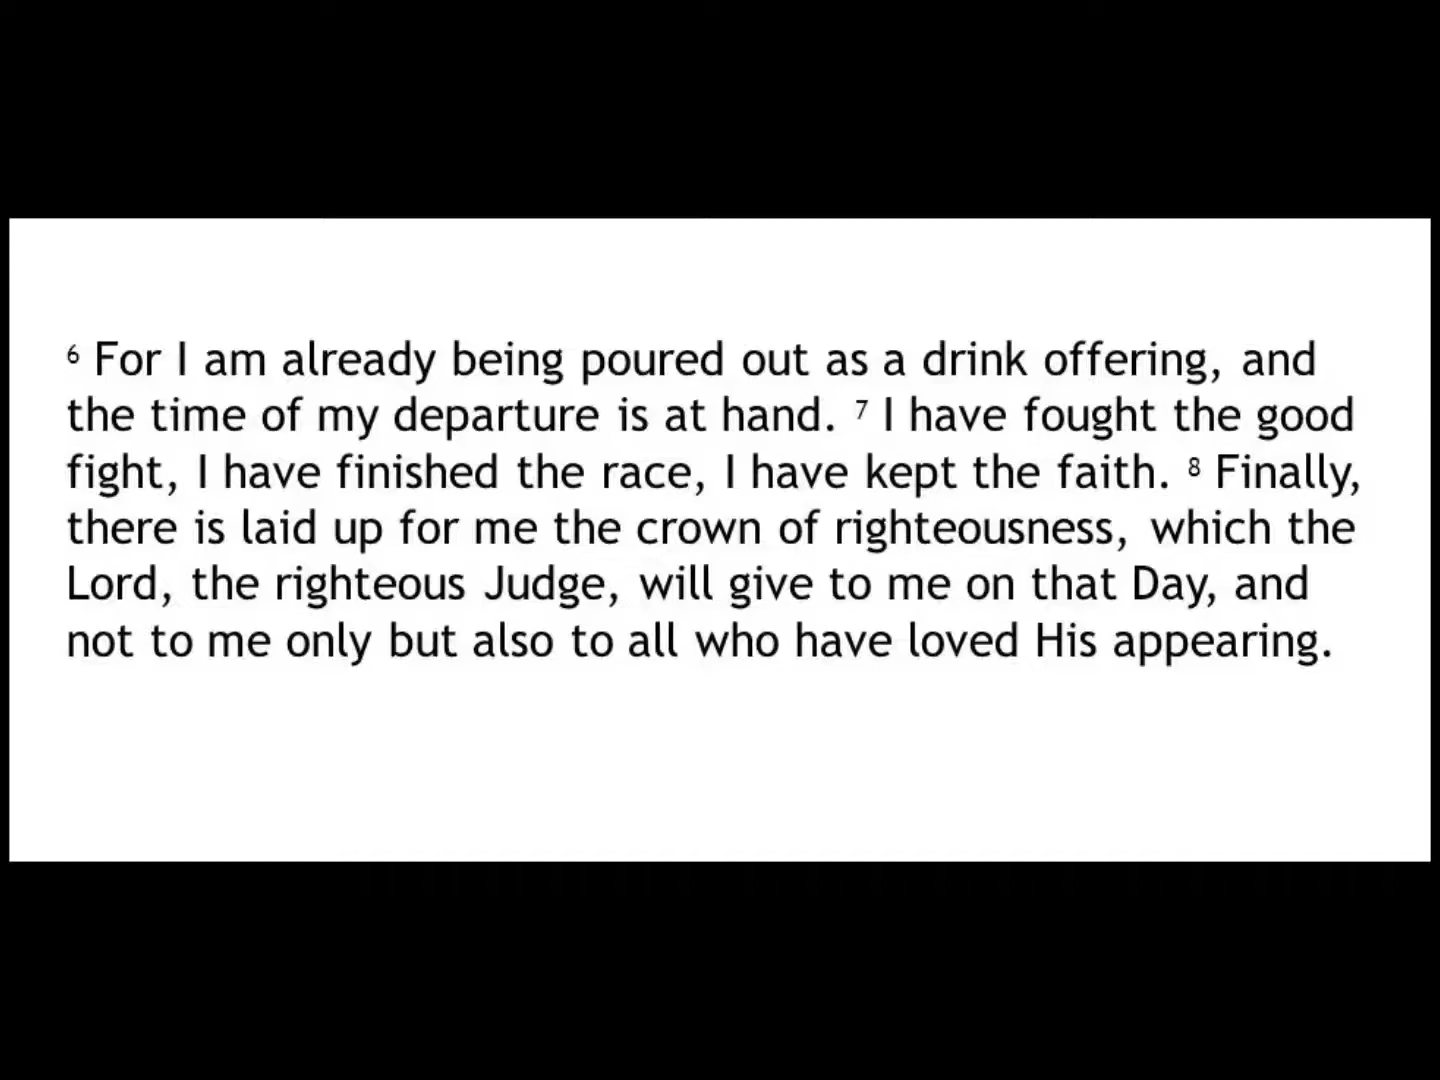 ⁶ For I am already being poured out as a drink offering, and
the time of my departure is at hand. ⁷ I have fought the good
fight, I have finished the race, I have kept the faith. ⁸ Finally,
there is laid up for me the crown of righteousness, which the
Lord, the righteous Judge, will give to me on that Day, and
not to me only but also to all who have loved His appearing.